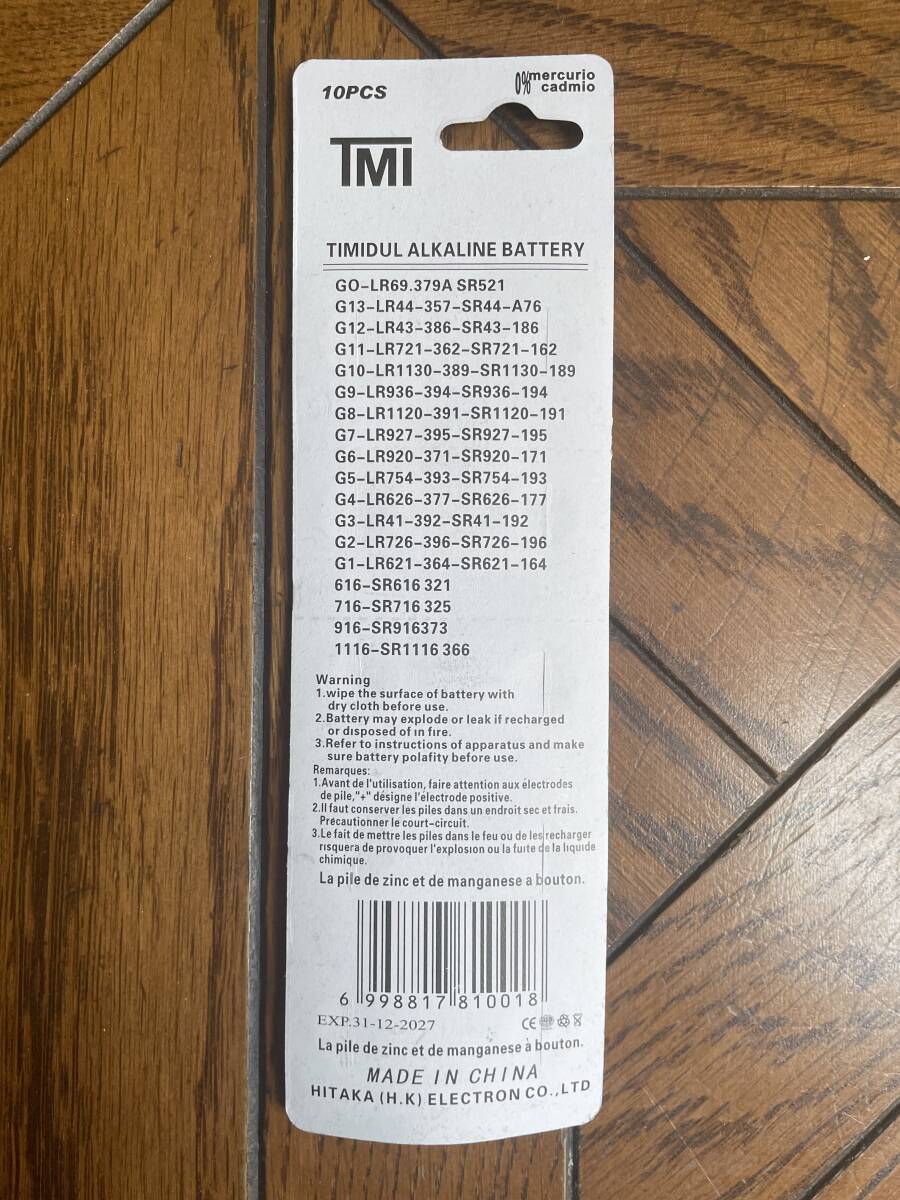 10PCS
0% mercurio
cadmio
TMI
TIMIDUL ALKALINE BATTERY
GO-LR69.379A SR521
G13-LR44-357-SR44-A76
G12-LR43-386-SR43-186
G11-LR721-362-SR721-162
G10-LR1130-389-SR1130-189
G9-LR936-394-SR936-194
G8-LR1120-391-SR1120-191
G7-LR927-395-SR927-195
G6-LR920-371-SR920-171
G5-LR754-393-SR754-193
G4-LR626-377-SR626-177
G3-LR41-392-SR41-192
G2-LR726-396-SR726-196
G1-LR621-364-SR621-164
616-SR616 321
716-SR716 325
916-SR916373
1116-SR1116 366
Warning
1.wipe the surface of battery with
dry cloth before use.
2.Battery may explode or leak if recharged
or disposed of in fire.
3.Refer to instructions of apparatus and make
sure battery polafity before use.
Remarques:
1.Avant de l'utilisation, faire attention aux électrodes
de pile,"+" désigne l'électrode positive.
2.Il faut conserver les piles dans un endroit sec et frais.
Précautionner le court-circuit.
3.Le fait de mettre les piles dans le feu ou de les recharger
risquera de provoquer l'explosion ou la fuite de la liquide
chimique.
La pile de zinc et de manganese a bouton.
6 998817 810018
EXP.31-12-2027 CE
La pile de zinc et de manganese à bouton.
MADE IN CHINA
HITAKA (H.K) ELECTRON CO.,LTD